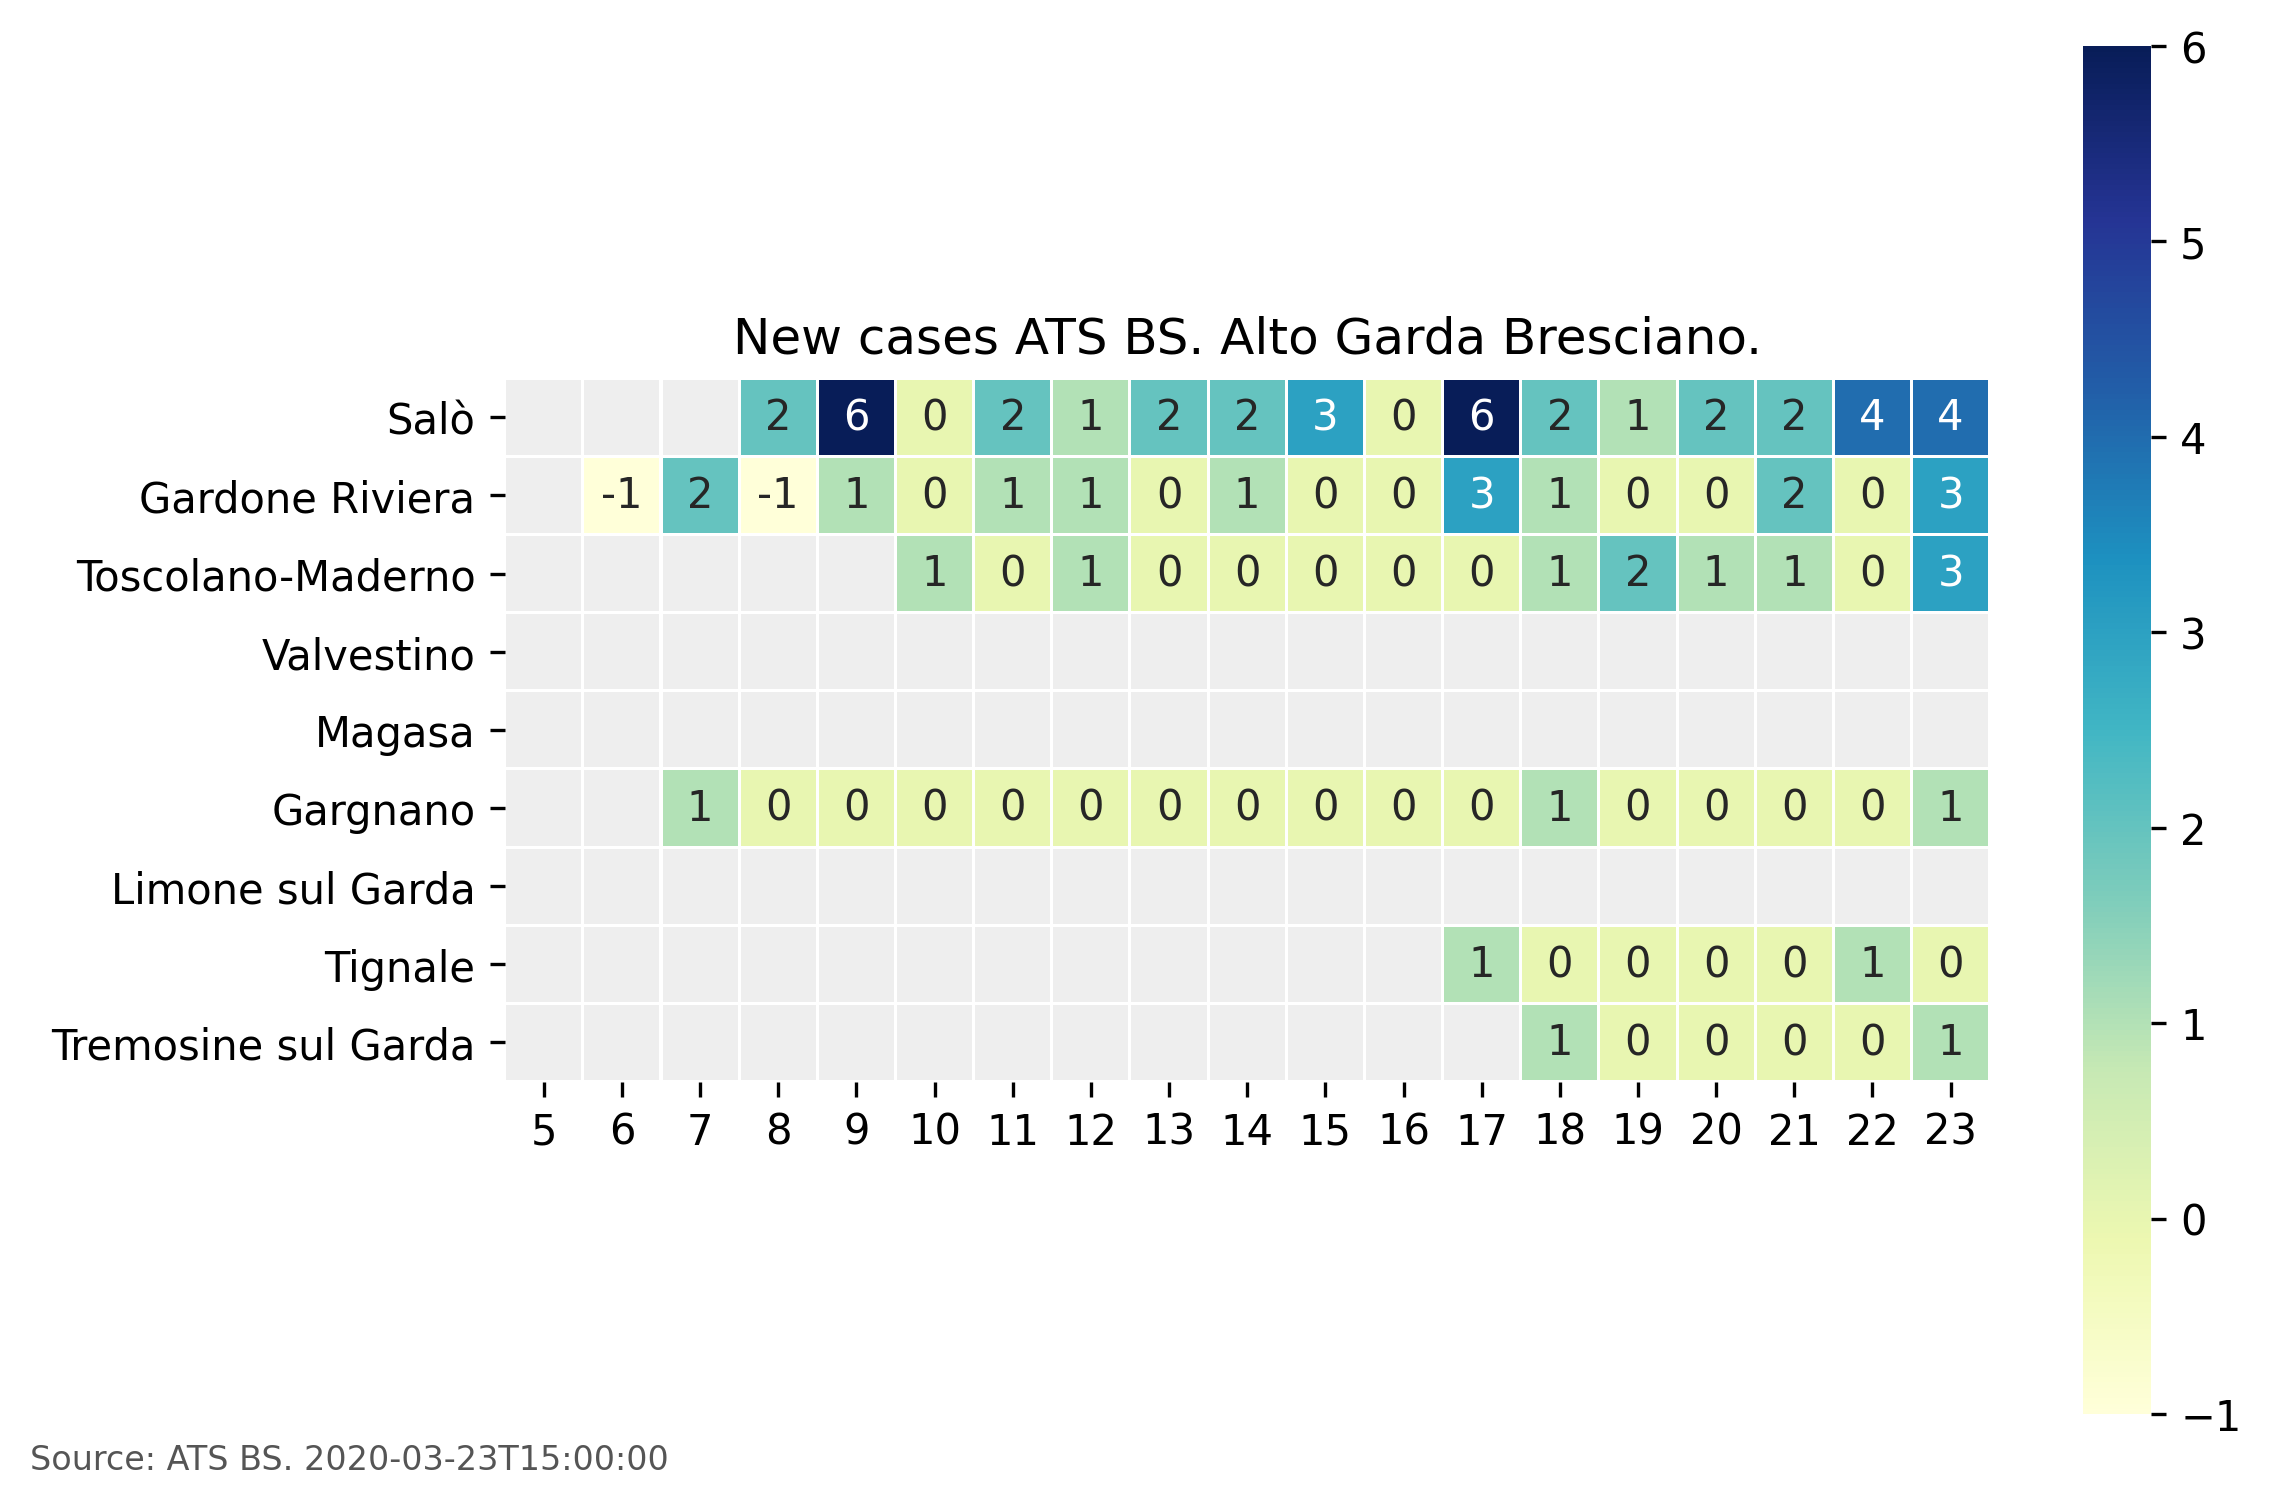 New cases ATS BS. Alto Garda Bresciano.
Salò 2 6 0 2 1 2 2 3 0 6 2 1 2 2 4 4
Gardone Riviera -1 2 -1 1 0 1 1 0 1 0 0 3 1 0 0 2 0 3
Toscolano-Maderno 1 0 1 0 0 0 0 0 1 2 1 1 0 3
Valvestino
Magasa
Gargnano 1 0 0 0 0 0 0 0 0 0 0 1 0 0 0 0 1
Limone sul Garda
Tignale 1 0 0 0 0 1 0
Tremosine sul Garda 1 0 0 0 0 1
5 6 7 8 9 10 11 12 13 14 15 16 17 18 19 20 21 22 23
6
5
4
3
2
1
0
−1
Source: ATS BS. 2020-03-23T15:00:00